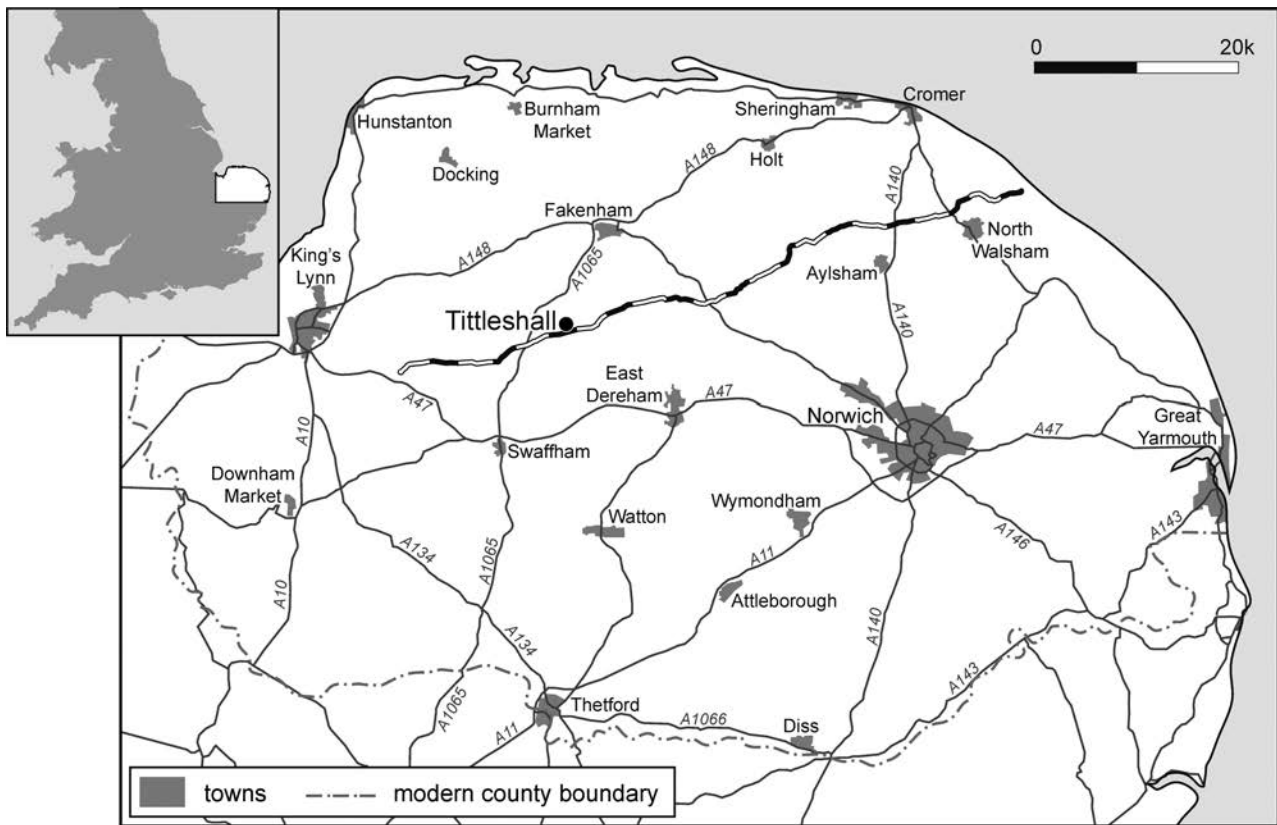 0 20k
Cromer
Sheringham
Hunstanton
Burnham
Market
Holt
A148
Docking
A140
Fakenham
North
Walsham
King's
Lynn
A148
A1065
Aylsham
Tittleshall
A140
East
Dereham
A47
A47
Norwich
Great
Yarmouth
A10
A47
Swaffham
Downham
Market
Wymondham
Watton
A143
A134
A1065
A11
A146
A10
Attleborough
A140
A134
A143
A1065
Thetford
A11
A1066
Diss
towns
modern county boundary